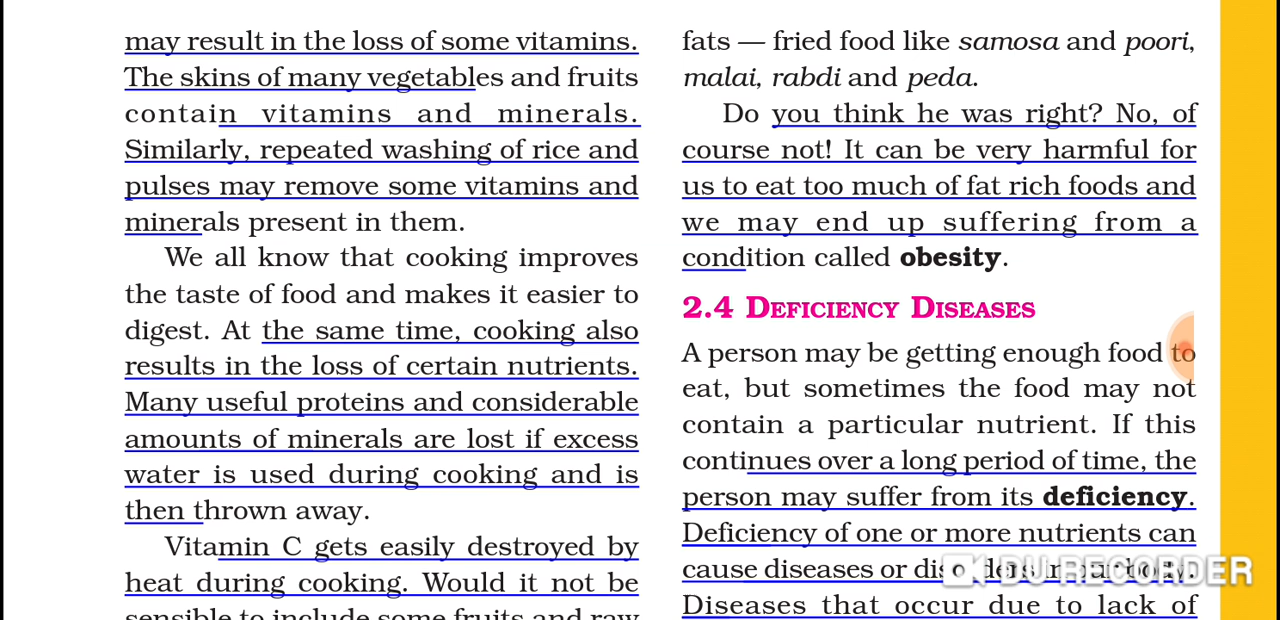 may result in the loss of some vitamins.
The skins of many vegetables and fruits
contain vitamins and minerals.
Similarly, repeated washing of rice and
pulses may remove some vitamins and
minerals present in them.
We all know that cooking improves
the taste of food and makes it easier to
digest. At the same time, cooking also
results in the loss of certain nutrients.
Many useful proteins and considerable
amounts of minerals are lost if excess
water is used during cooking and is
then thrown away.
Vitamin C gets easily destroyed by
heat during cooking. Would it not be
sensible to include some fruits and raw
fats — fried food like samosa and poori,
malai, rabdi and peda.
Do you think he was right? No, of
course not! It can be very harmful for
us to eat too much of fat rich foods and
we may end up suffering from a
condition called obesity.
2.4 DEFICIENCY DISEASES
A person may be getting enough food to
eat, but sometimes the food may not
contain a particular nutrient. If this
continues over a long period of time, the
person may suffer from its deficiency.
Deficiency of one or more nutrients can
cause diseases or disorders in our body.
Diseases that occur due to lack of
DU RECORDER